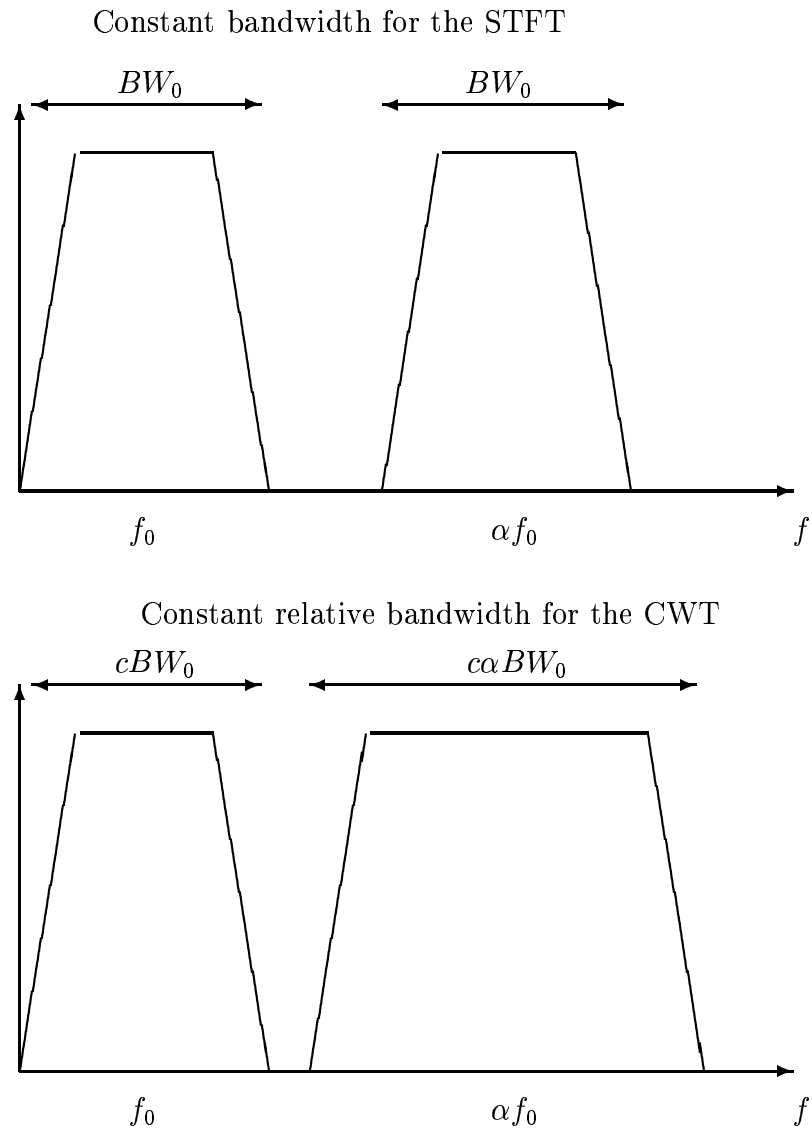 Constant bandwidth for the STFT
BW₀ BW₀
f₀ αf₀ f
Constant relative bandwidth for the CWT
cBW₀ cαBW₀
f₀ αf₀ f